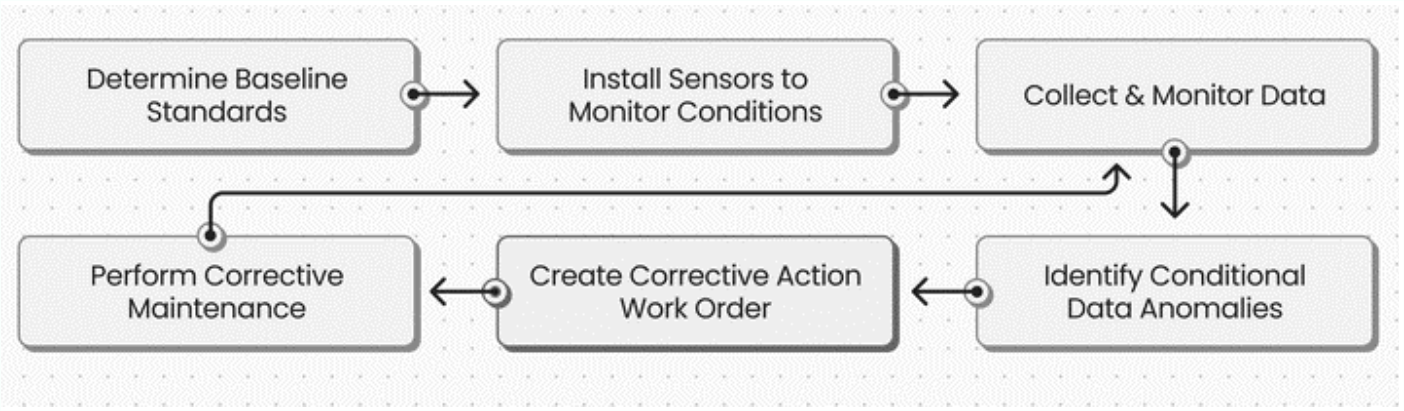 Determine Baseline
Standards
Install Sensors to
Monitor Conditions
Collect & Monitor Data
Identify Conditional
Data Anomalies
Create Corrective Action
Work Order
Perform Corrective
Maintenance